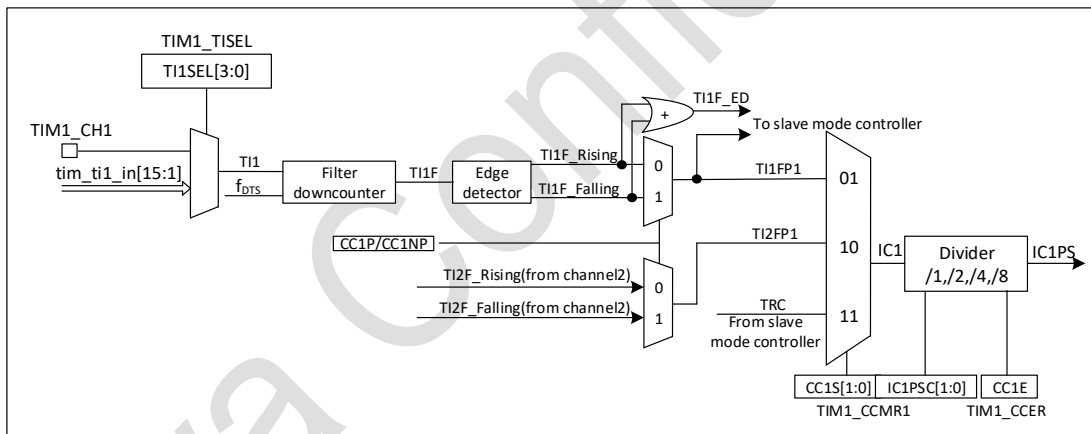 TIM1_TISEL
TI1SEL[3:0]
TIM1_CH1
tim_ti1_in[15:1]
TI1
fDTS
Filter
downcounter
TI1F
Edge
detector
TI1F_Rising
TI1F_Falling
+
TI1F_ED
To slave mode controller
0
1
TI1FP1
CC1P/CC1NP
TI2F_Rising(from channel2)
TI2F_Falling(from channel2)
0
1
TI2FP1
TRC
From slave
mode controller
01
10
11
IC1
Divider
/1,/2,/4,/8
IC1PS
CC1S[1:0]
IC1PSC[1:0]
CC1E
TIM1_CCMR1
TIM1_CCER